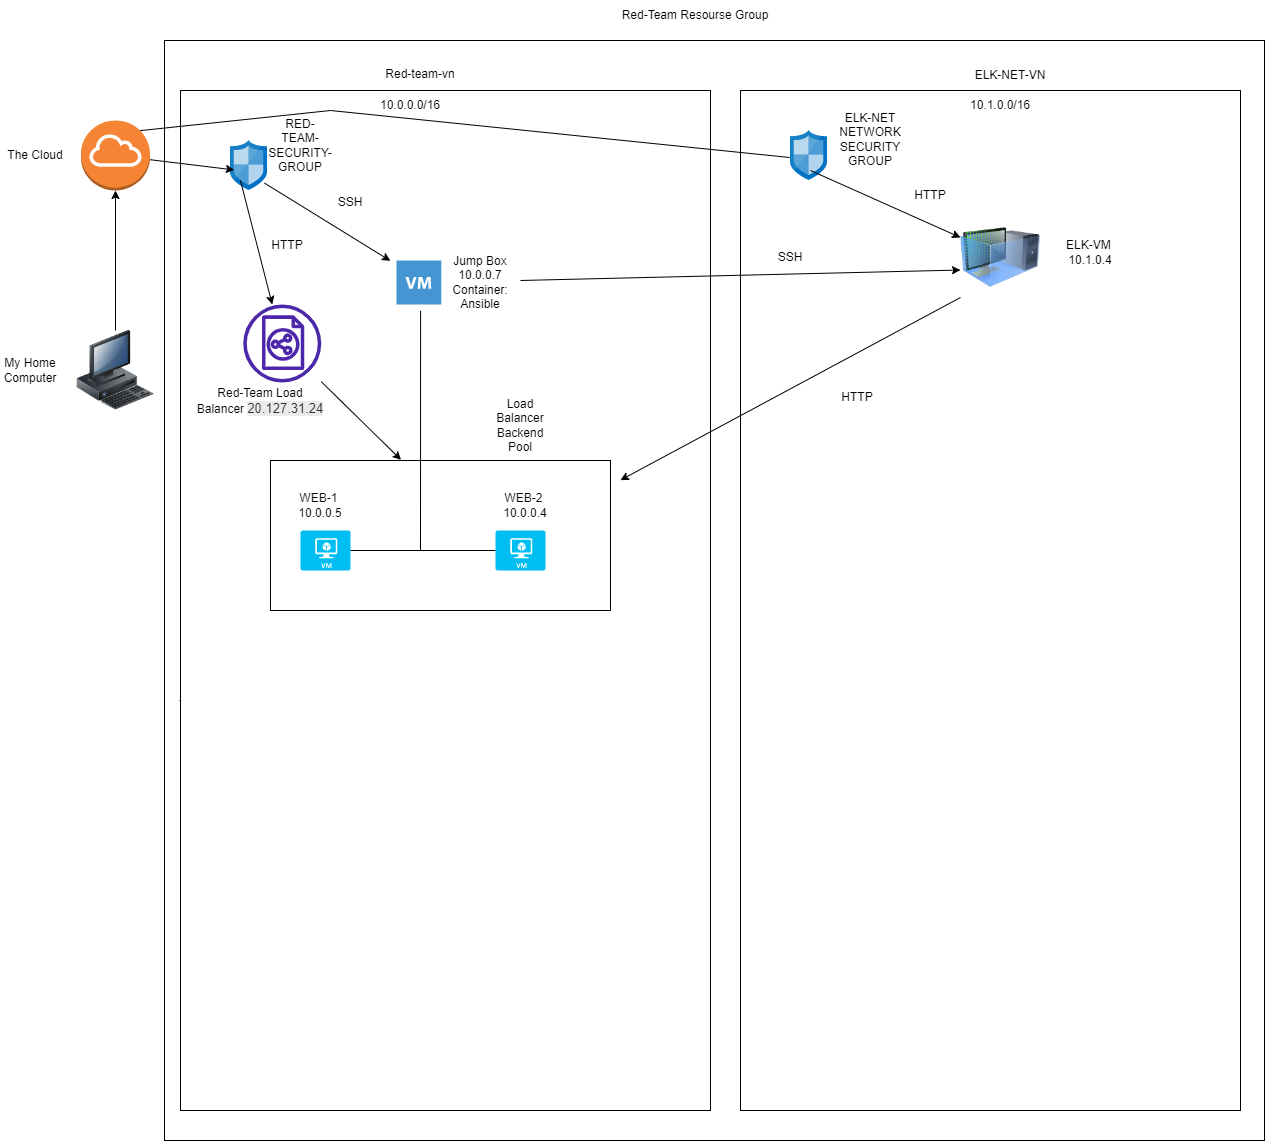 Red-Team Resourse Group
Red-team-vn
ELK-NET-VN
10.0.0.0/16
10.1.0.0/16
The Cloud
RED-
TEAM-
SECURITY-
GROUP
ELK-NET
NETWORK
SECURITY
GROUP
SSH
HTTP
HTTP
Jump Box
10.0.0.7
Container:
Ansible
VM
SSH
ELK-VM
10.1.0.4
My Home
Computer
Red-Team Load
Balancer 20.127.31.24
HTTP
Load
Balancer
Backend
Pool
WEB-1
10.0.0.5
VM
WEB-2
10.0.0.4
VM